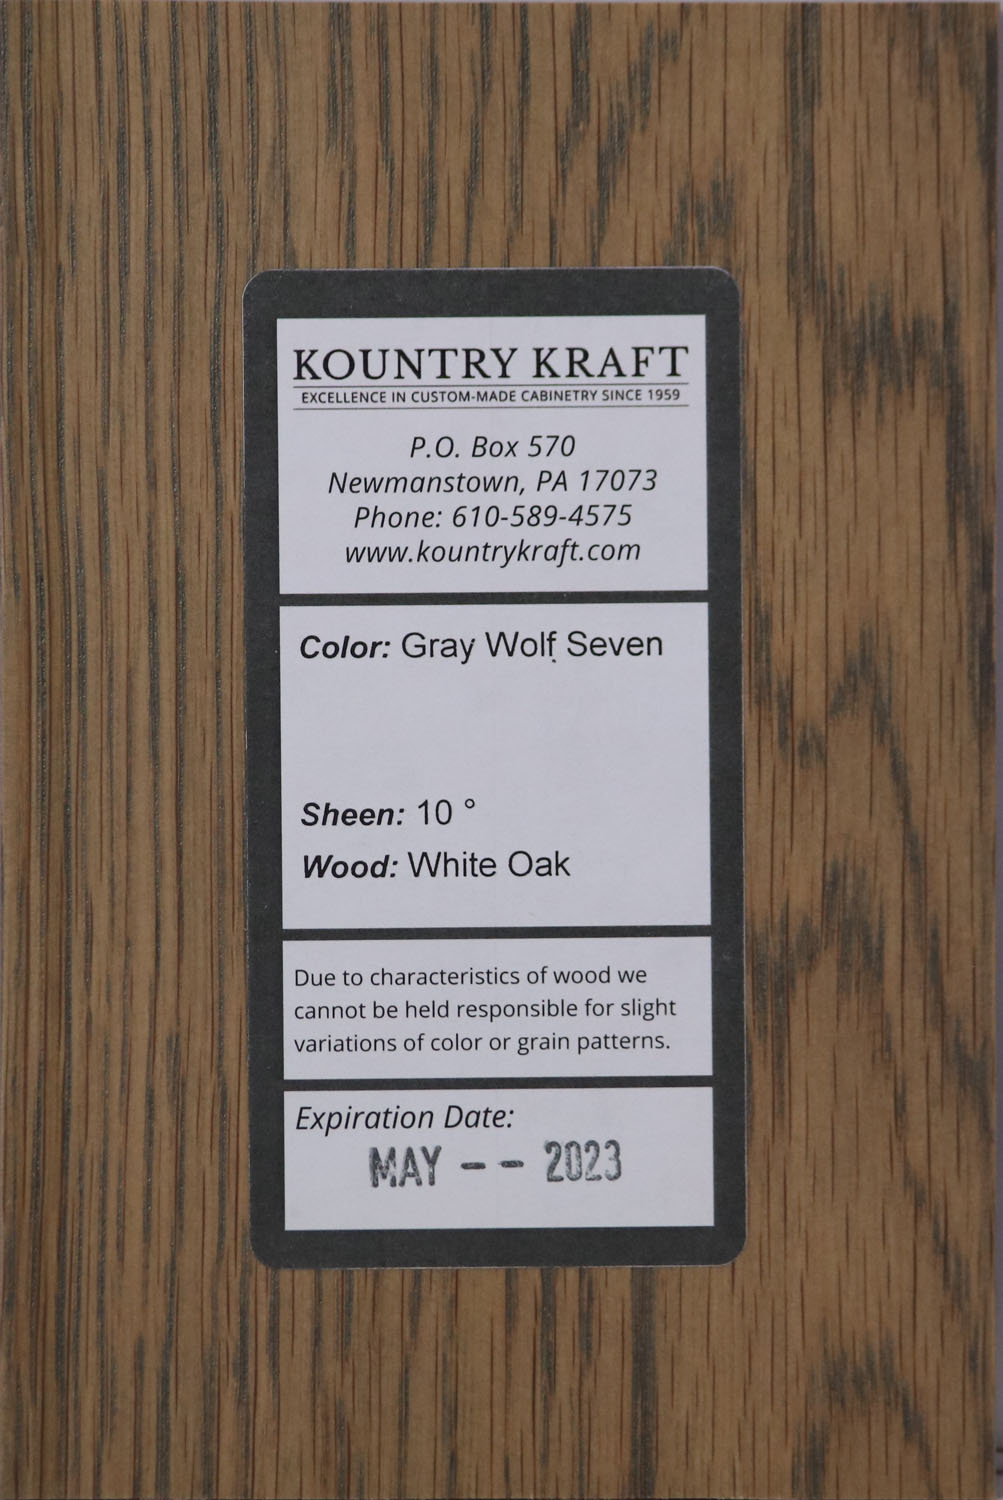 KOUNTRY KRAFT
EXCELLENCE IN CUSTOM-MADE CABINETRY SINCE 1959
P.O. Box 570
Newmanstown, PA 17073
Phone: 610-589-4575
www.kountrykraft.com
Color: Gray Wolf Seven
Sheen: 10 °
Wood: White Oak
Due to characteristics of wood we
cannot be held responsible for slight
variations of color or grain patterns.
Expiration Date:
MAY -- 2023